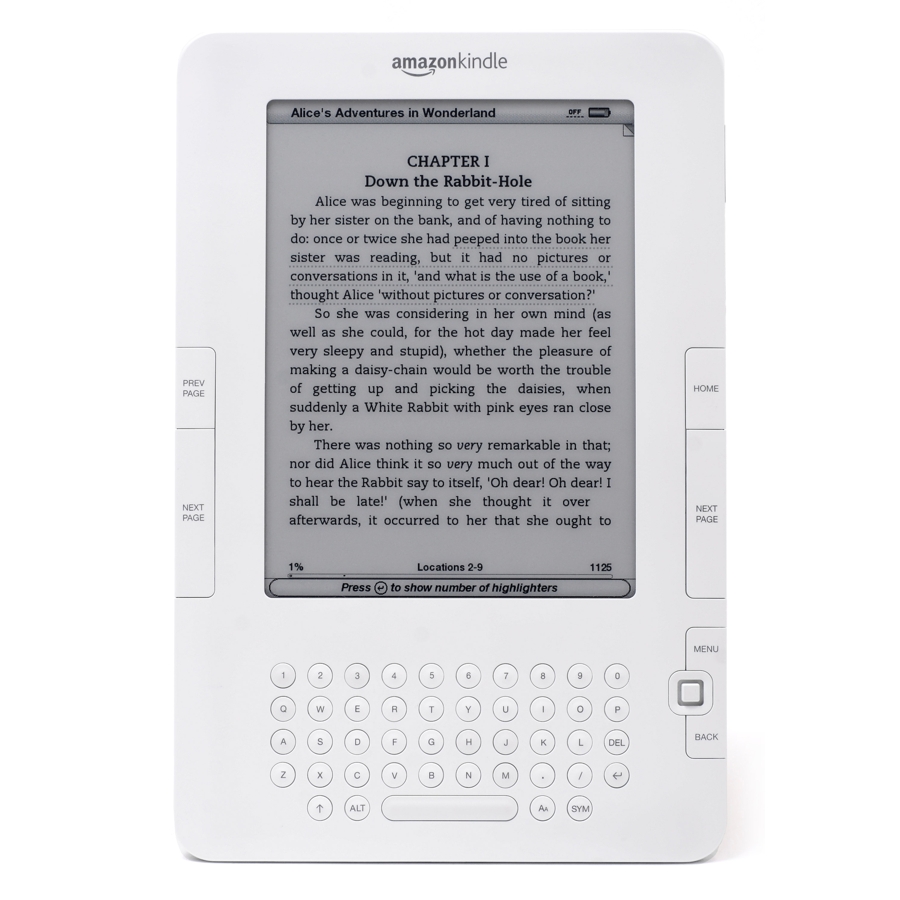 amazonkindle
Alice's Adventures in Wonderland OFF
CHAPTER I
Down the Rabbit-Hole
Alice was beginning to get very tired of sitting
by her sister on the bank, and of having nothing to
do: once or twice she had peeped into the book her
sister was reading, but it had no pictures or
conversations in it, 'and what is the use of a book,'
thought Alice 'without pictures or conversation?'
So she was considering in her own mind (as
well as she could, for the hot day made her feel
very sleepy and stupid), whether the pleasure of
making a daisy-chain would be worth the trouble
of getting up and picking the daisies, when
suddenly a White Rabbit with pink eyes ran close
by her.
There was nothing so very remarkable in that;
nor did Alice think it so very much out of the way
to hear the Rabbit say to itself, 'Oh dear! Oh dear! I
shall be late!' (when she thought it over
afterwards, it occurred to her that she ought to
1% Locations 2-9 1125
Press ↵ to show number of highlighters
PREV
PAGE
NEXT
PAGE
HOME
NEXT
PAGE
MENU
BACK
1 2 3 4 5 6 7 8 9 0
Q W E R T Y U I O P
A S D F G H J K L DEL
Z X C V B N M . / ↵
↑ ALT AA SYM